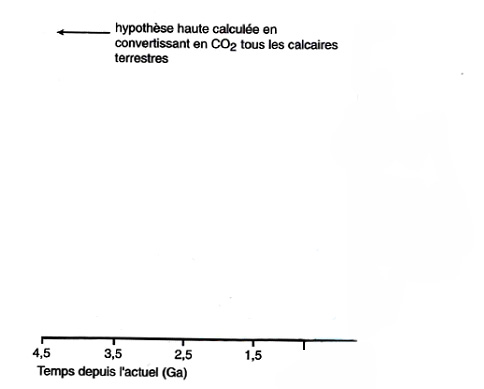 hypothèse haute calculée en
convertissant en CO2 tous les calcaires
terrestres
4,5 3,5 2,5 1,5
Temps depuis l'actuel (Ga)